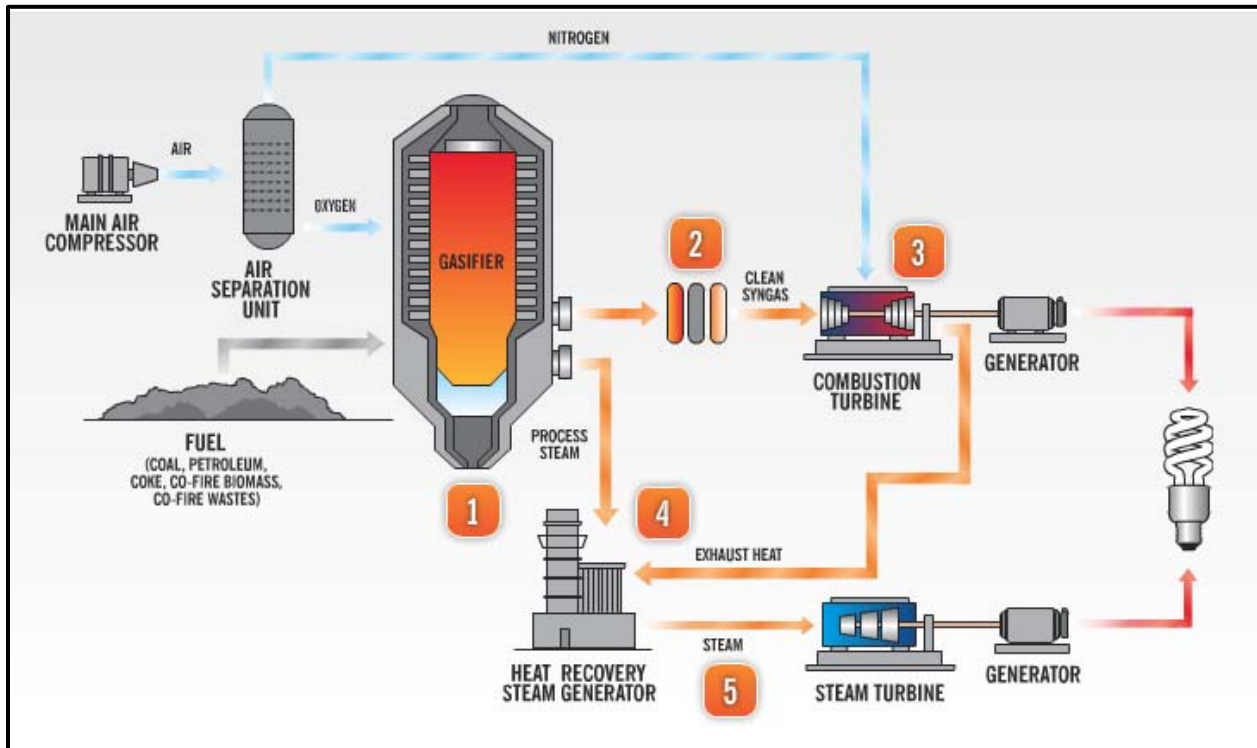 NITROGEN
AIR
MAIN AIR
COMPRESSOR
OXYGEN
AIR
SEPARATION
UNIT
GASIFIER
2
CLEAN
SYNGAS
3
COMBUSTION
TURBINE
GENERATOR
FUEL
(COAL, PETROLEUM,
COKE, CO-FIRE BIOMASS,
CO-FIRE WASTES)
PROCESS
STEAM
1
4
EXHAUST HEAT
HEAT RECOVERY
STEAM GENERATOR
STEAM
5
STEAM TURBINE
GENERATOR